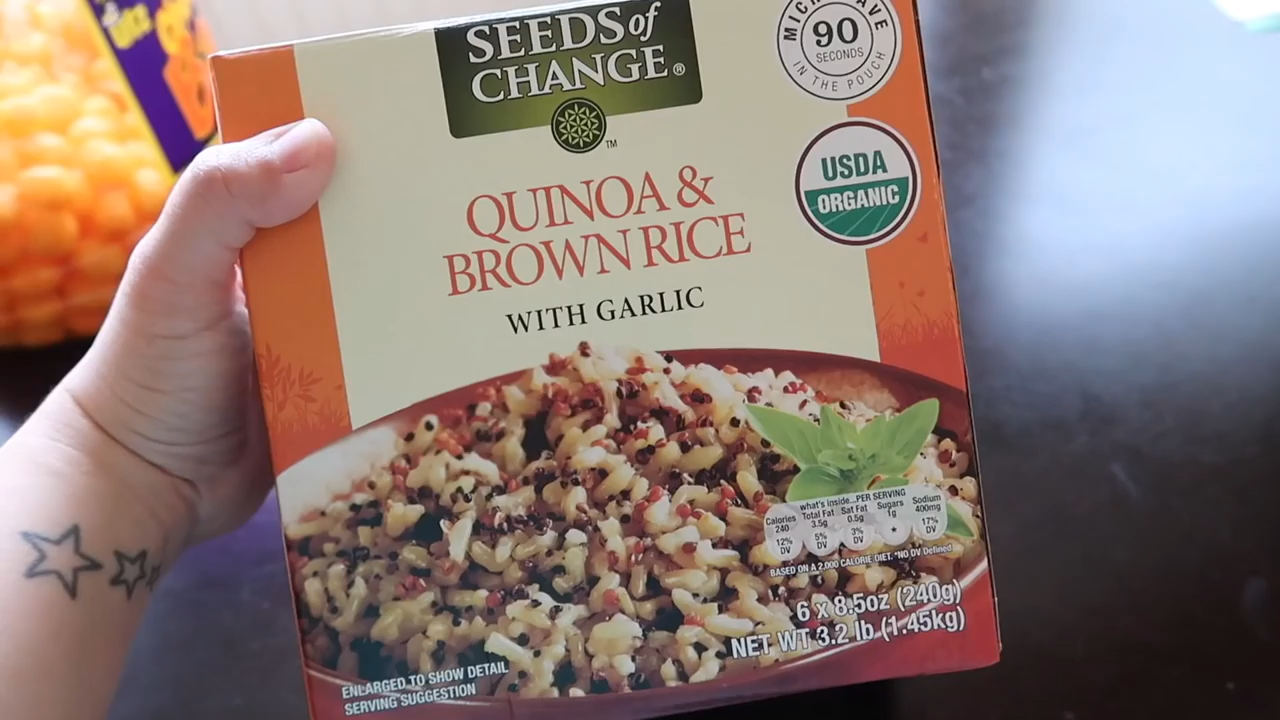 SEEDS of
CHANGE®
TM
MICROWAVE
90
SECONDS
IN THE POUCH
USDA
ORGANIC
QUINOA &
BROWN RICE
WITH GARLIC
what's inside...PER SERVING
Calories
240
12%
DV
Total Fat
3.5g
5%
DV
Sat Fat
0.5g
3%
DV
Sugars
1g
*
Sodium
400mg
17%
DV
BASED ON A 2,000 CALORIE DIET. *NO DV Defined
6 x 8.5oz (240g)
NET WT 3.2 lb (1.45kg)
ENLARGED TO SHOW DETAIL
SERVING SUGGESTION